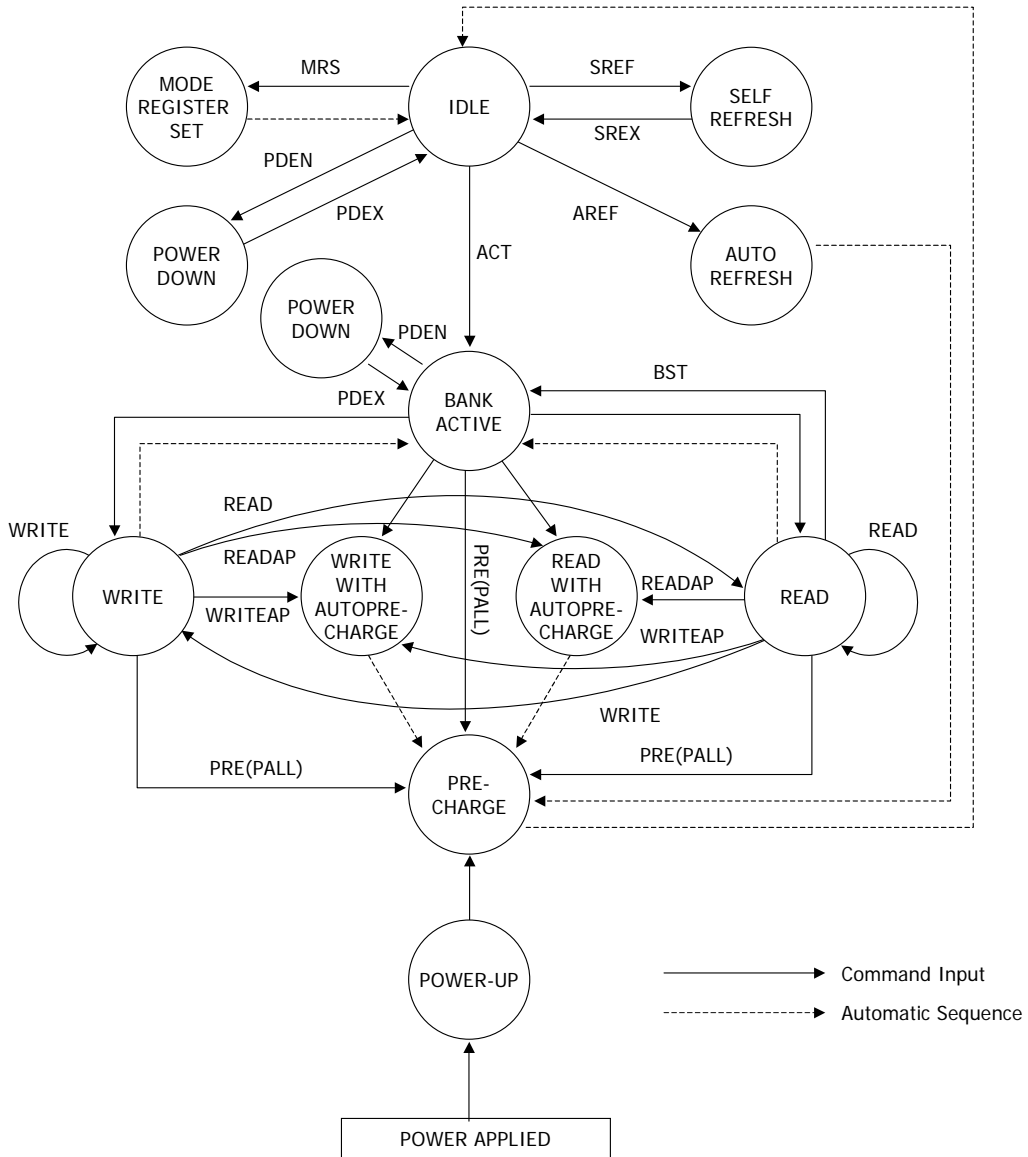 MRS
SREF
MODE
REGISTER
SET
IDLE
SELF
REFRESH
SREX
PDEN
PDEX
AREF
POWER
DOWN
ACT
AUTO
REFRESH
POWER
DOWN
PDEN
PDEX
BST
BANK
ACTIVE
READ
WRITE
READ
READAP
WRITE
WRITE
WITH
AUTOPRE-
CHARGE
PRE(PALL)
READ
WITH
AUTOPRE-
CHARGE
READAP
READ
WRITEAP
WRITEAP
WRITE
PRE(PALL)
PRE(PALL)
PRE-
CHARGE
POWER-UP
Command Input
Automatic Sequence
POWER APPLIED